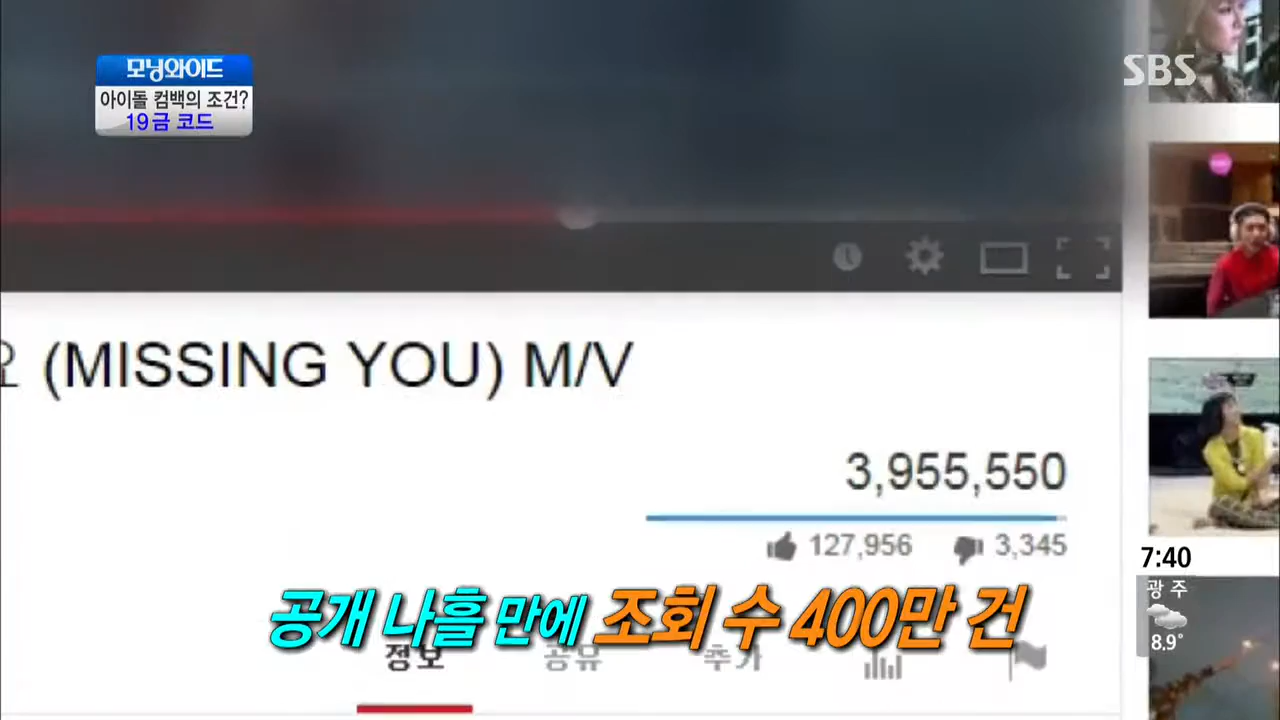 모닝와이드
아이돌 컴백의 조건?
19금 코드
SBS
(MISSING YOU) M/V
3,955,550
127,956 3,345
공개 나흘 만에 조회 수 400만 건
정보 공유 추가
7:40
광주
8.9°